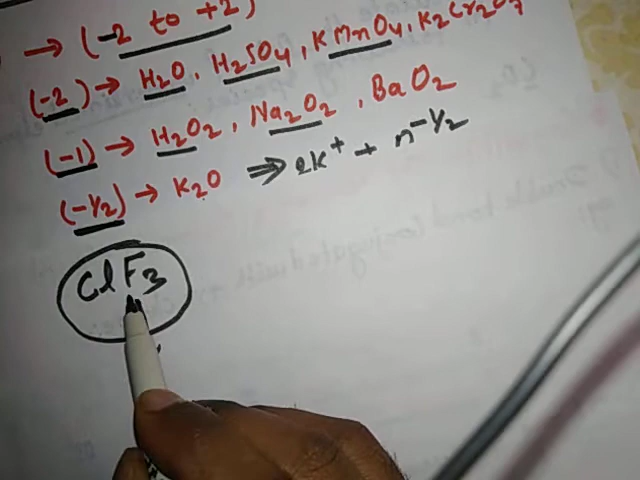 → (-2 to +2)
(-2) → H2O, H2SO4, KMnO4, K2Cr2O7
(-1) → H2O2, Na2O2, BaO2
(-1/2) → K2O ⇒ 2K+ + n-1/2
ClF3